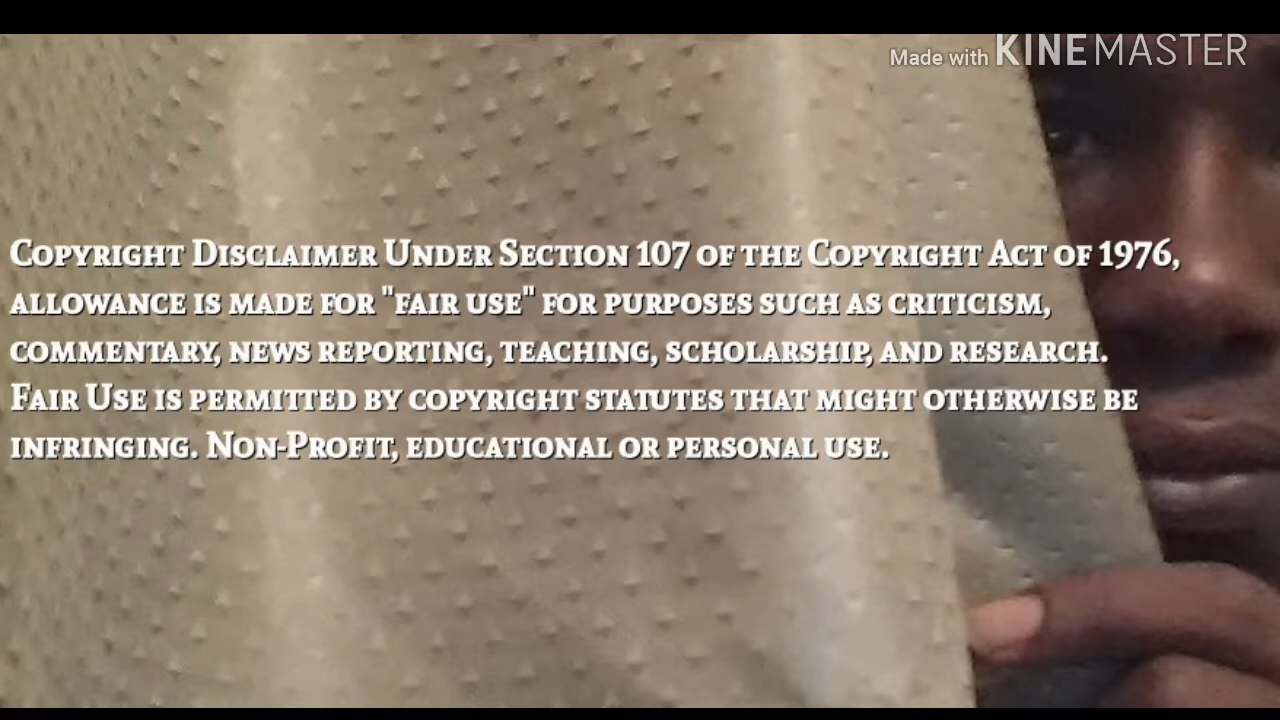 Made with KINEMASTER
Copyright Disclaimer Under Section 107 of the Copyright Act of 1976,
allowance is made for "fair use" for purposes such as criticism,
commentary, news reporting, teaching, scholarship, and research.
Fair Use is permitted by copyright statutes that might otherwise be
infringing. Non-Profit, educational or personal use.